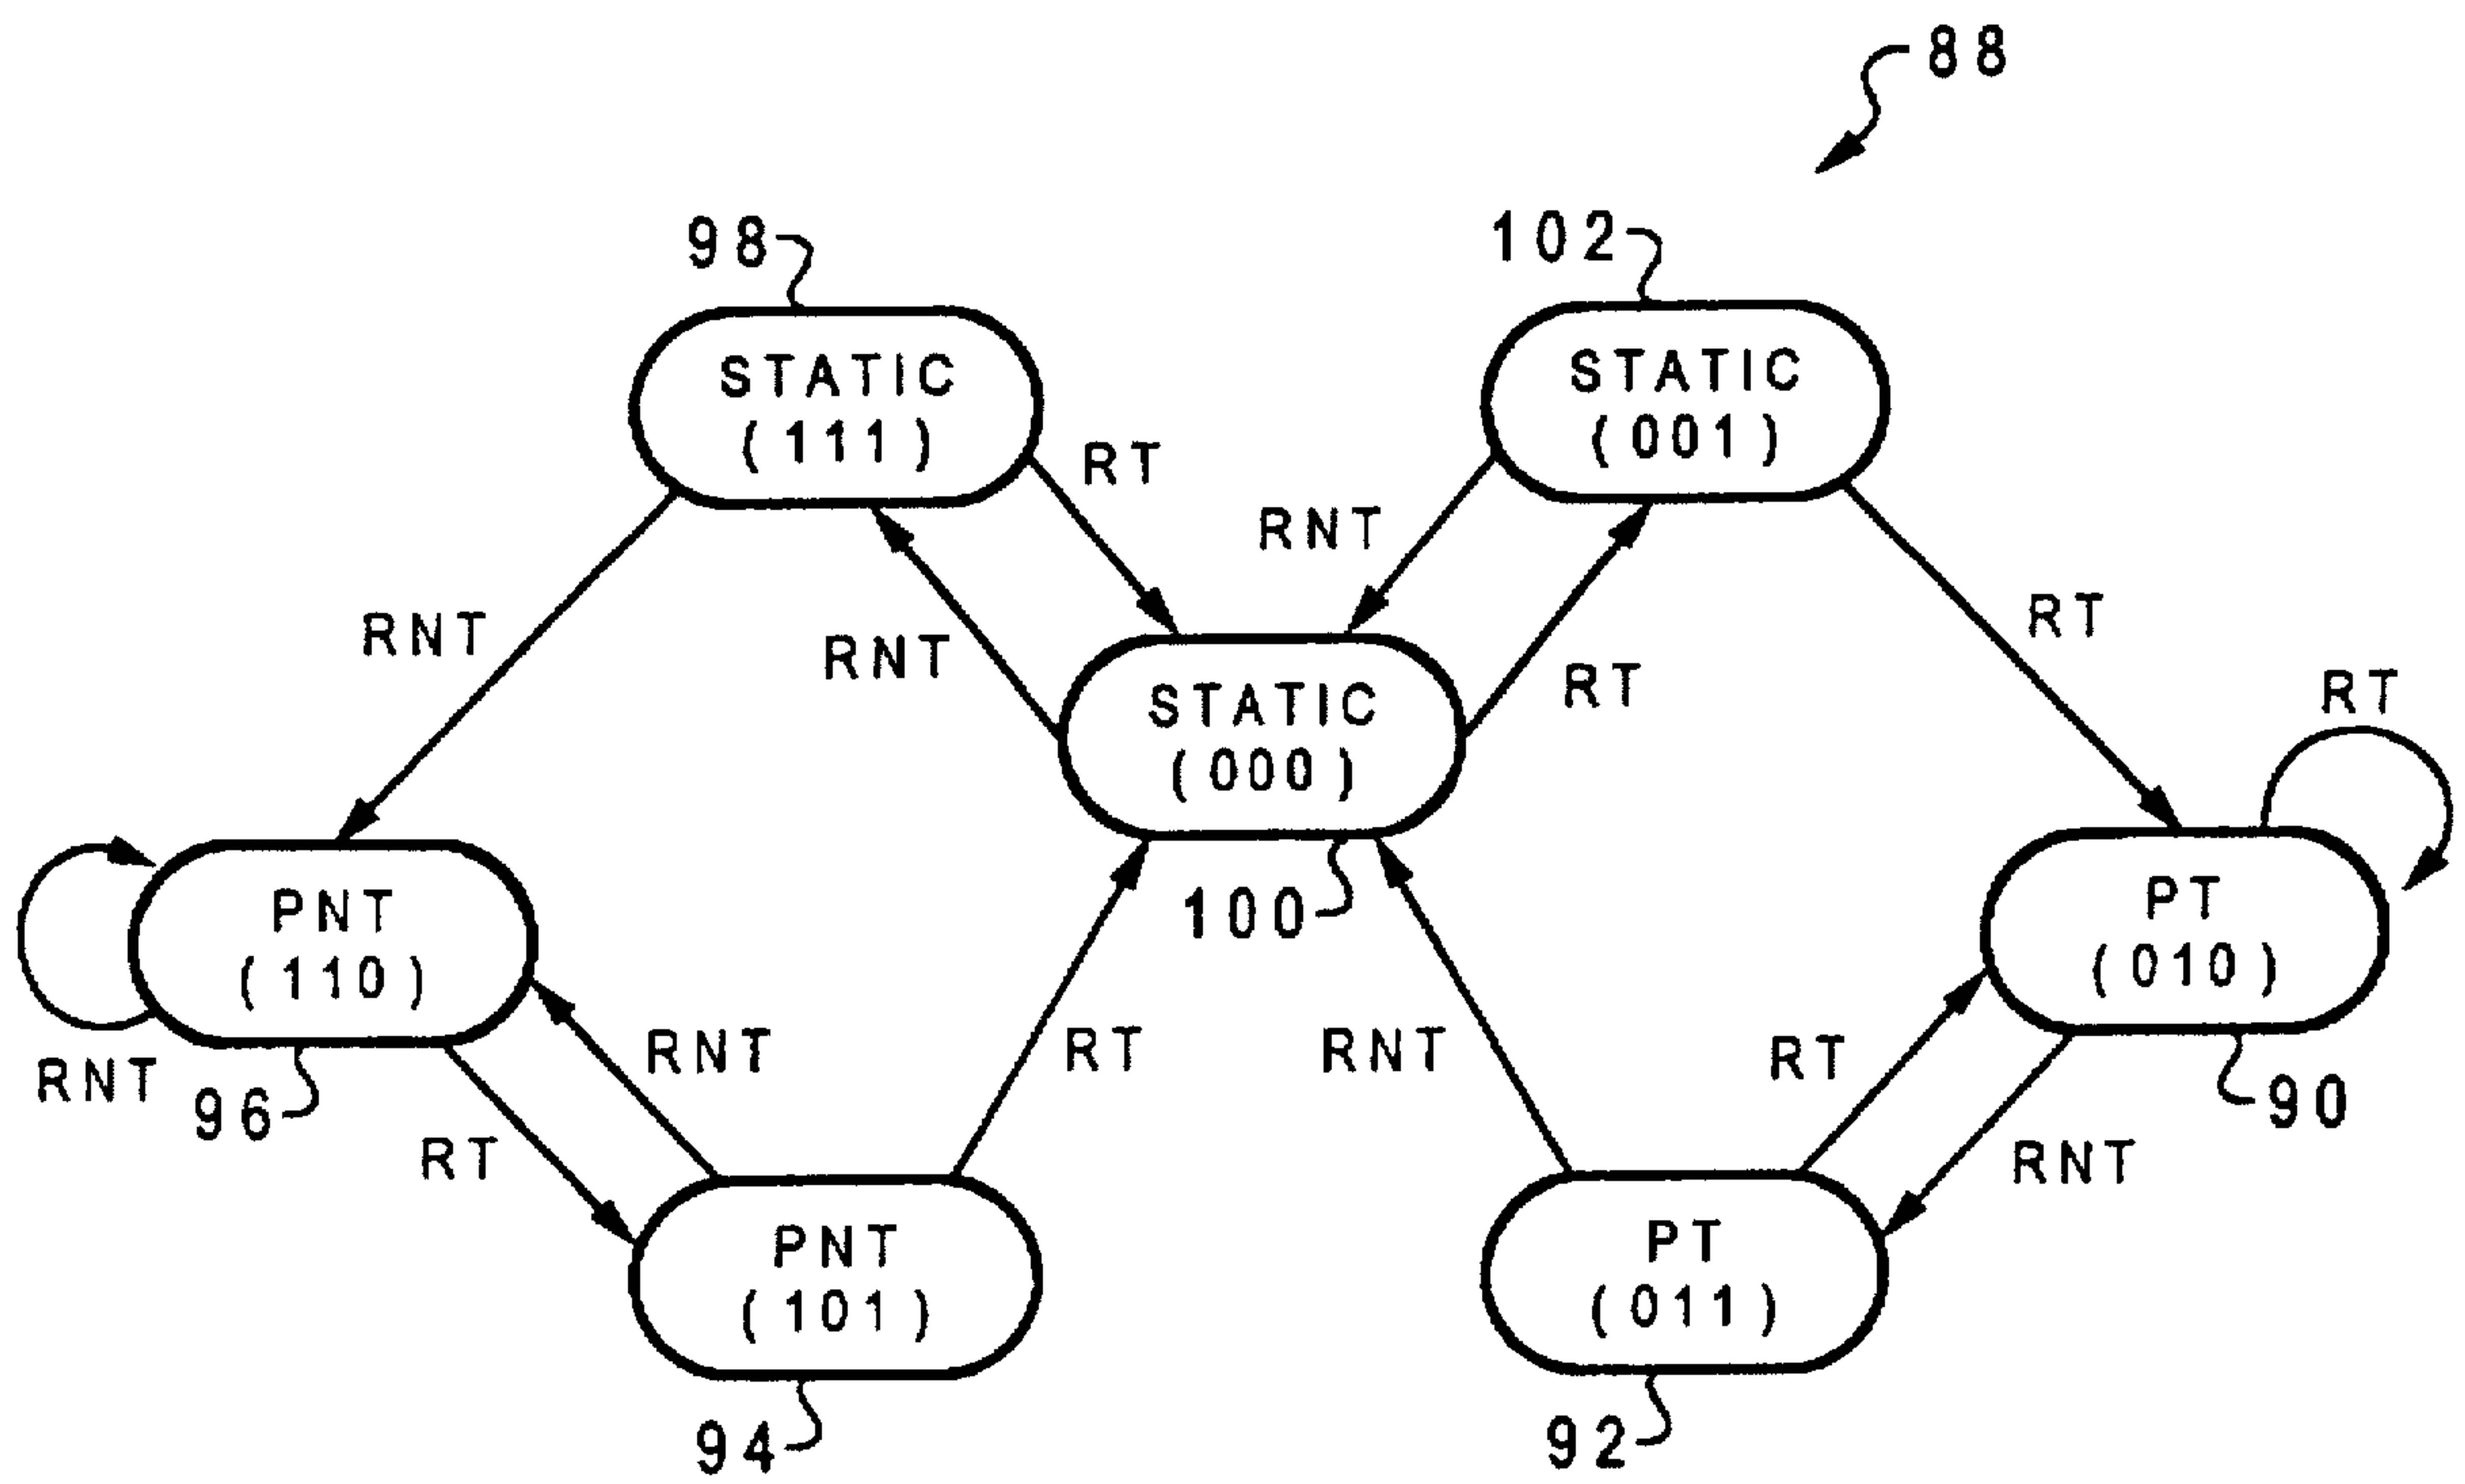 88
98
102
STATIC
(111)
STATIC
(001)
RT
RNT
RNT
RNT
RT
RT
RT
STATIC
(000)
100
PNT
(110)
PT
(010)
RNT
96
RNT
RT
RT
RNT
RT
RNT
90
PNT
(101)
PT
(011)
94
92